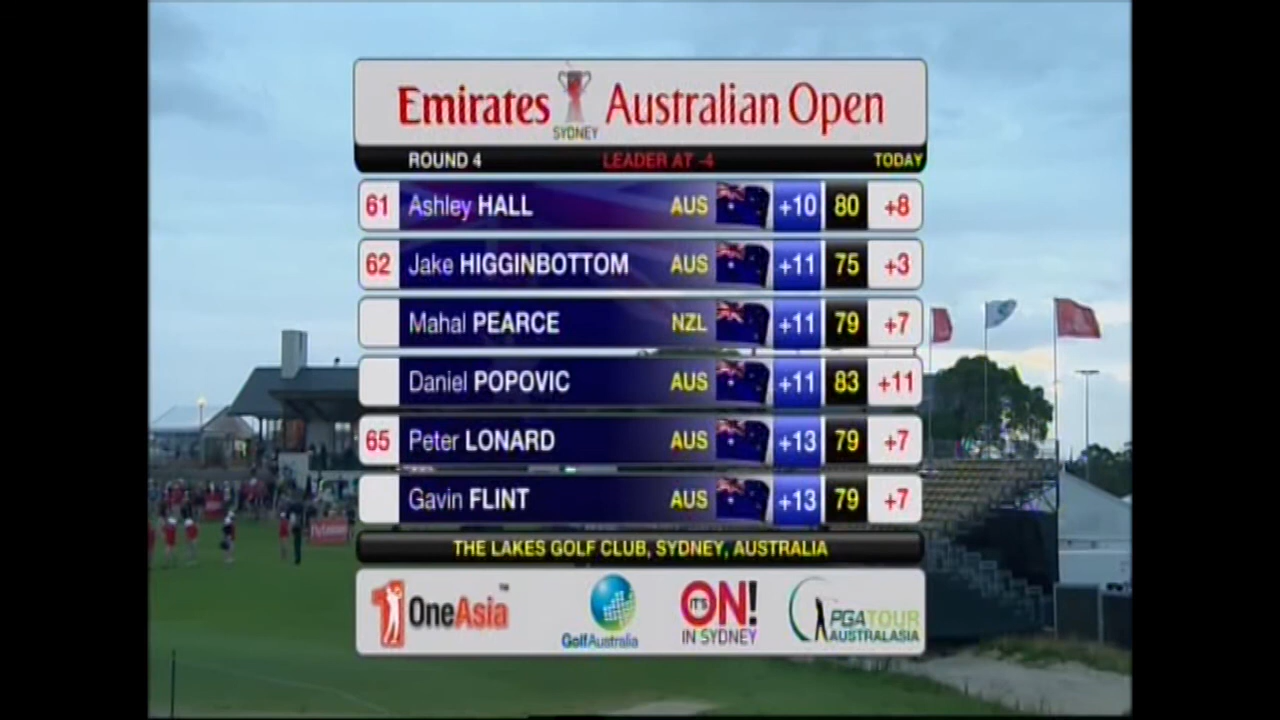 Emirates Australian Open
SYDNEY
ROUND 4 LEADER AT -4 TODAY
61 Ashley HALL AUS +10 80 +8
62 Jake HIGGINBOTTOM AUS +11 75 +3
Mahal PEARCE NZL +11 79 +7
Daniel POPOVIC AUS +11 83 +11
65 Peter LONARD AUS +13 79 +7
Gavin FLINT AUS +13 79 +7
THE LAKES GOLF CLUB, SYDNEY, AUSTRALIA
1 OneAsia™
GolfAustralia
IT'S ON!
IN SYDNEY
PGA TOUR
AUSTRALASIA